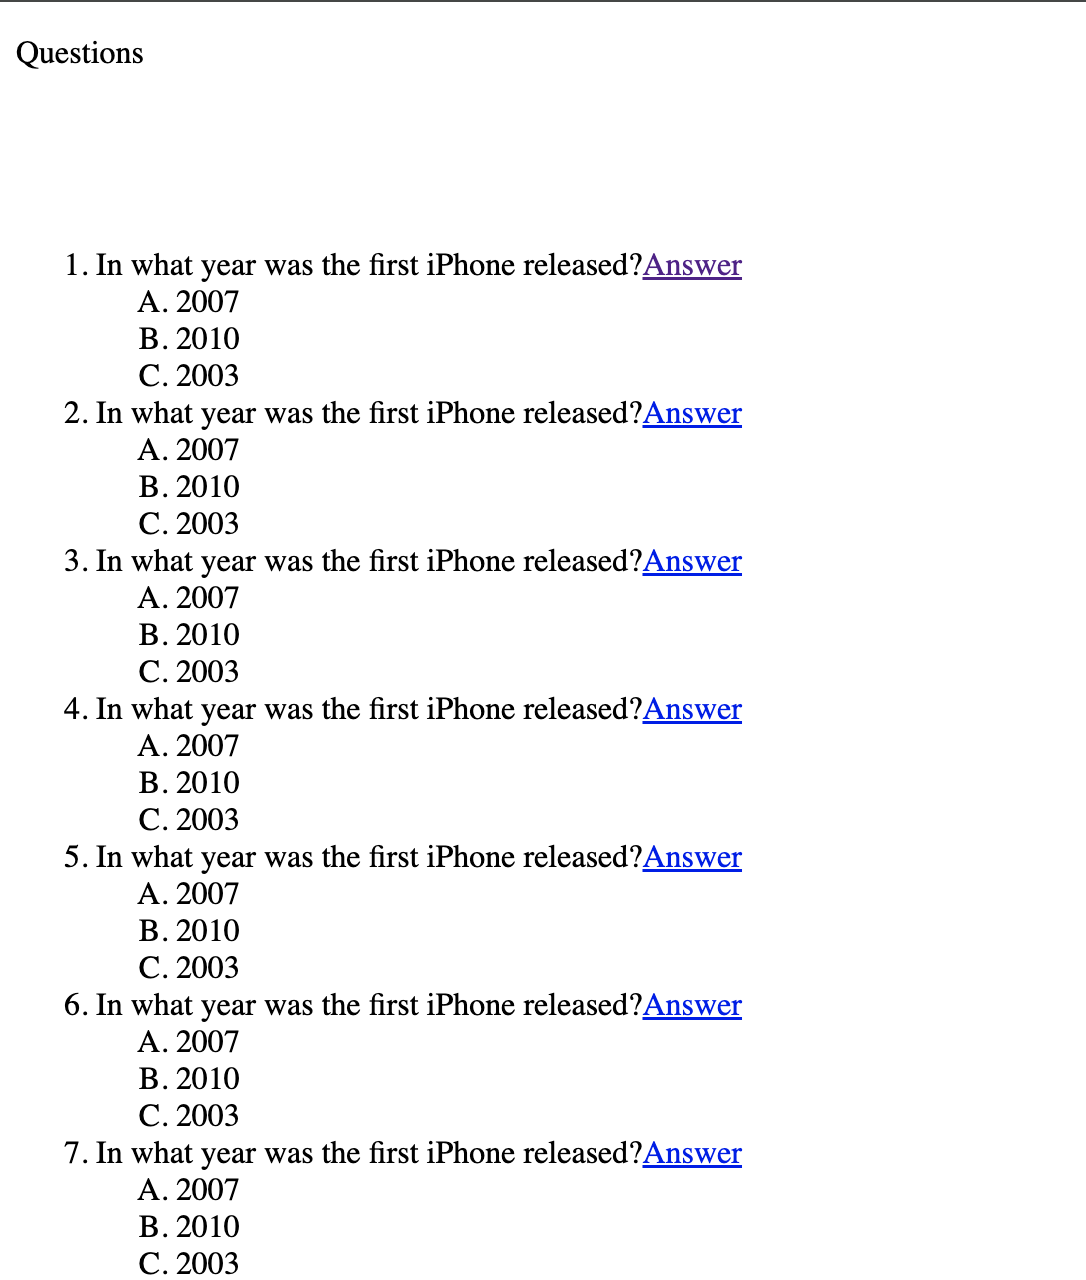 Questions
1. In what year was the first iPhone released?Answer
A. 2007
B. 2010
C. 2003
2. In what year was the first iPhone released?Answer
A. 2007
B. 2010
C. 2003
3. In what year was the first iPhone released?Answer
A. 2007
B. 2010
C. 2003
4. In what year was the first iPhone released?Answer
A. 2007
B. 2010
C. 2003
5. In what year was the first iPhone released?Answer
A. 2007
B. 2010
C. 2003
6. In what year was the first iPhone released?Answer
A. 2007
B. 2010
C. 2003
7. In what year was the first iPhone released?Answer
A. 2007
B. 2010
C. 2003